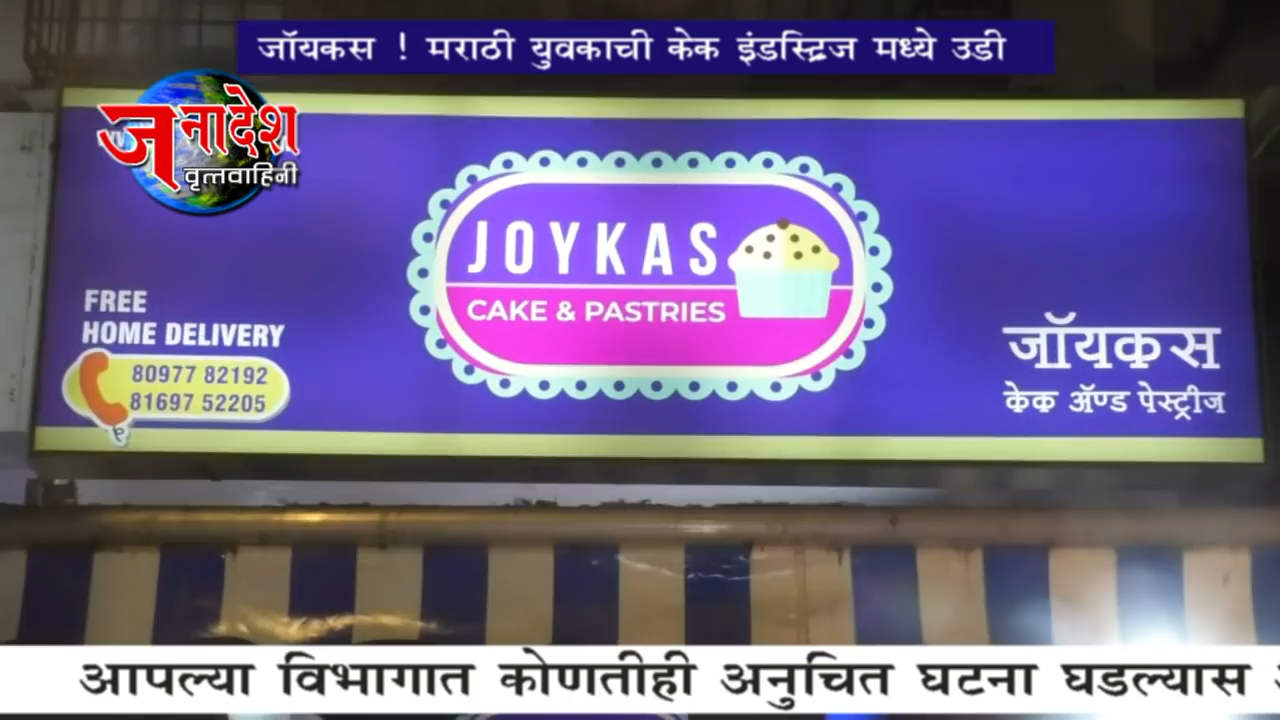 जॉयकस ! मराठी युवकाची केक इंडस्ट्रिज मध्ये उडी
जनादेश
वृत्तवाहिनी
JOYKAS
CAKE & PASTRIES
FREE
HOME DELIVERY
80977 82192
81697 52205
जॉयकस
केक ॲण्ड पेस्ट्रीज
आपल्या विभागात कोणतीही अनुचित घटना घडल्यास